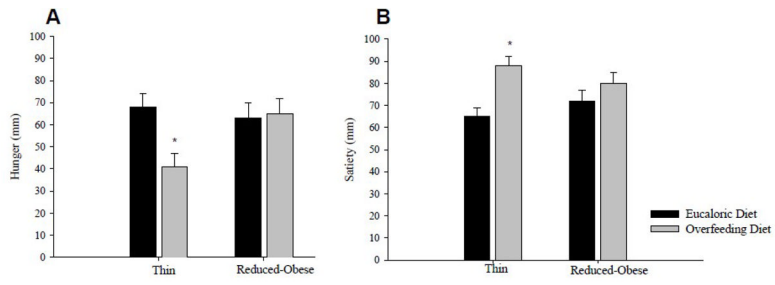 A
100
90
80
70
60
50
40
30
20
10
0
Hunger (mm)
*
Thin
Reduced-Obese
B
100
90
80
70
60
50
40
30
20
10
0
Satiety (mm)
*
Thin
Reduced-Obese
Eucaloric Diet
Overfeeding Diet